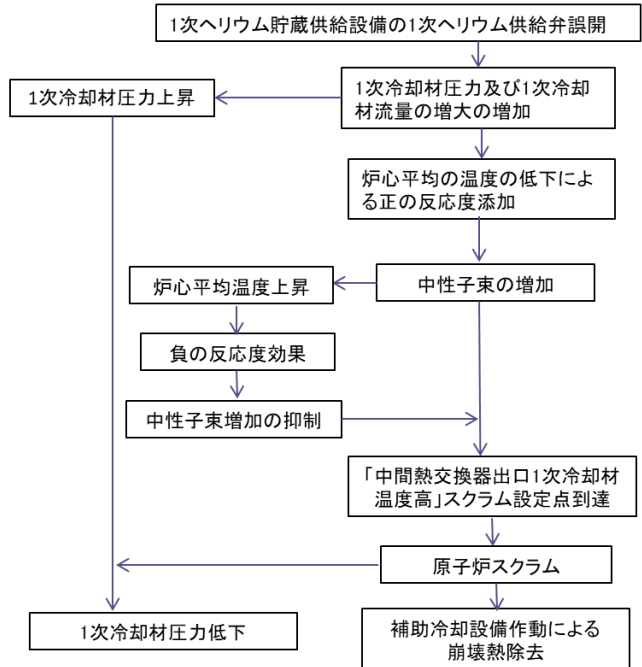 1次ヘリウム貯蔵供給設備の1次ヘリウム供給弁誤開
1次冷却材圧力上昇
1次冷却材圧力及び1次冷却
材流量の増大の増加
炉心平均の温度の低下によ
る正の反応度添加
炉心平均温度上昇
中性子束の増加
負の反応度効果
中性子束増加の抑制
「中間熱交換器出口1次冷却材
温度高」スクラム設定点到達
原子炉スクラム
1次冷却材圧力低下
補助冷却設備作動による
崩壊熱除去